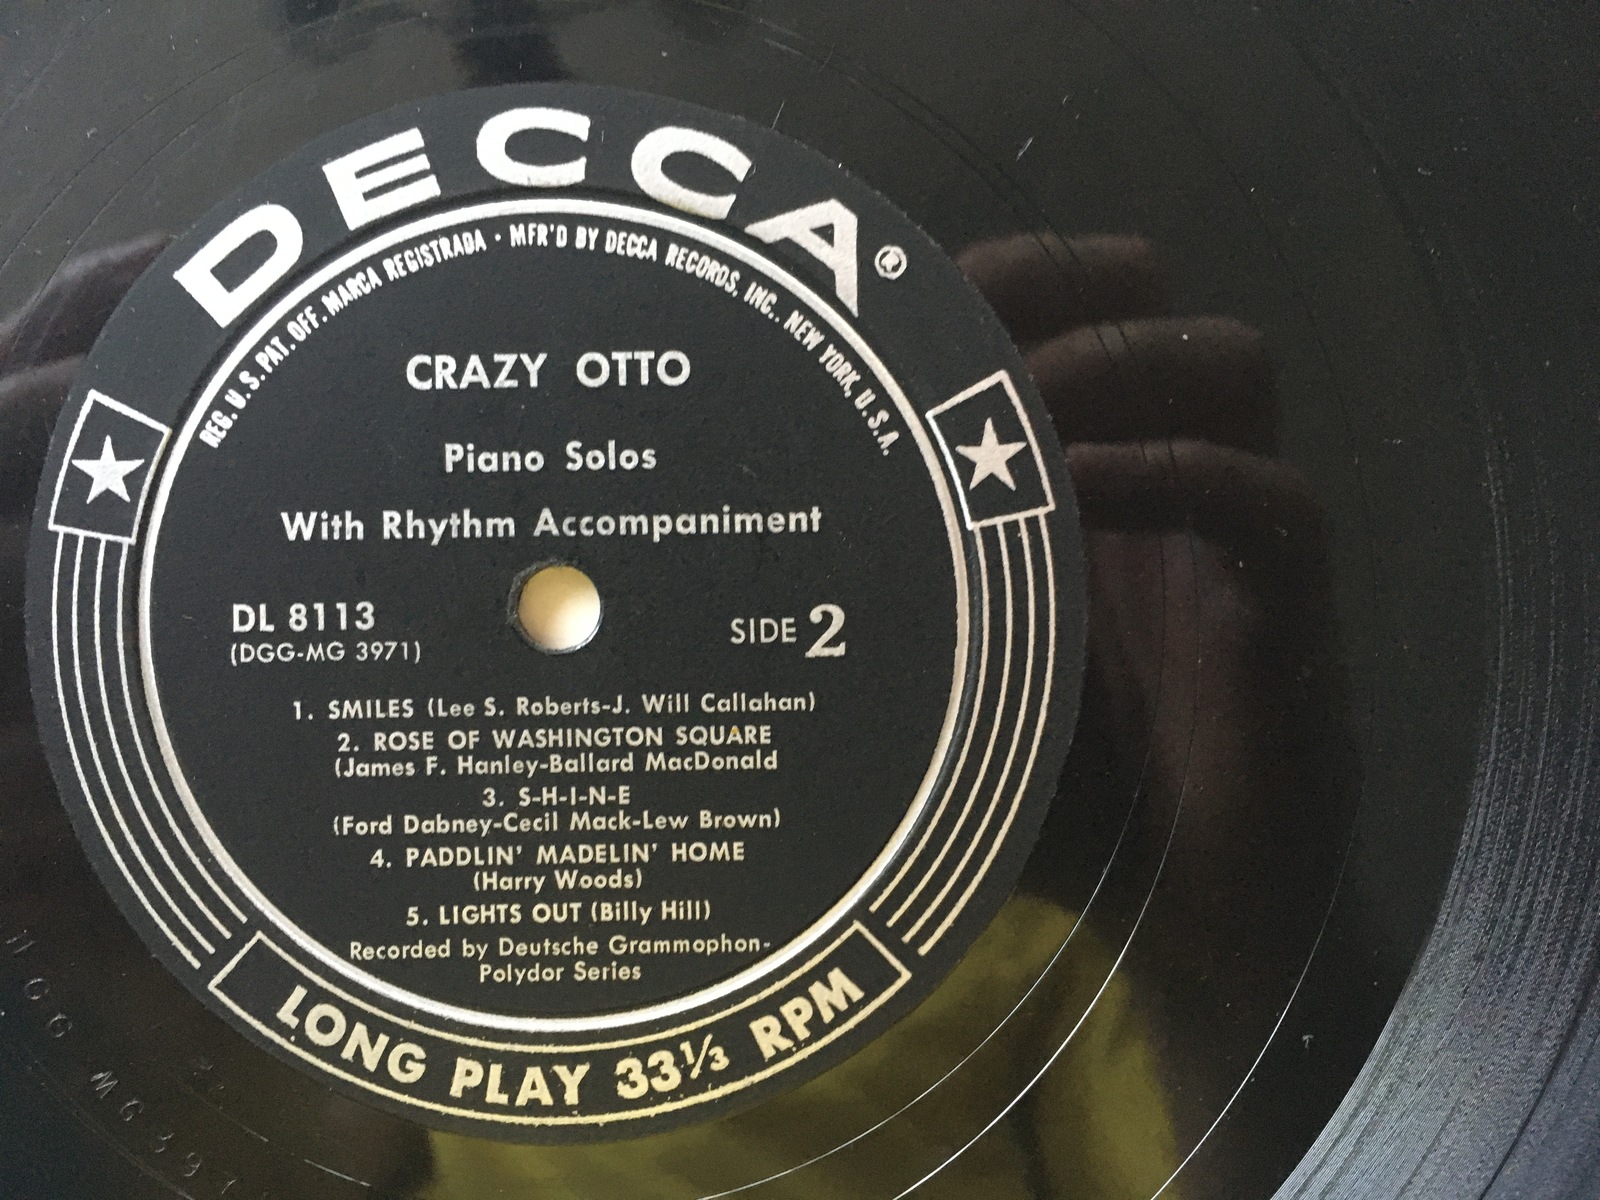 DECCA®
REG. U.S. PAT. OFF. MARCA REGISTRADA • MFR'D BY DECCA RECORDS, INC., NEW YORK, U.S.A.
CRAZY OTTO
Piano Solos
With Rhythm Accompaniment
DL 8113
(DGG-MG 3971)
SIDE 2
1. SMILES (Lee S. Roberts-J. Will Callahan)
2. ROSE OF WASHINGTON SQUARE
(James F. Hanley-Ballard MacDonald
3. S-H-I-N-E
(Ford Dabney-Cecil Mack-Lew Brown)
4. PADDLIN' MADELIN' HOME
(Harry Woods)
5. LIGHTS OUT (Billy Hill)
Recorded by Deutsche Grammophon-
Polydor Series
LONG PLAY 33⅓ RPM
MG 397